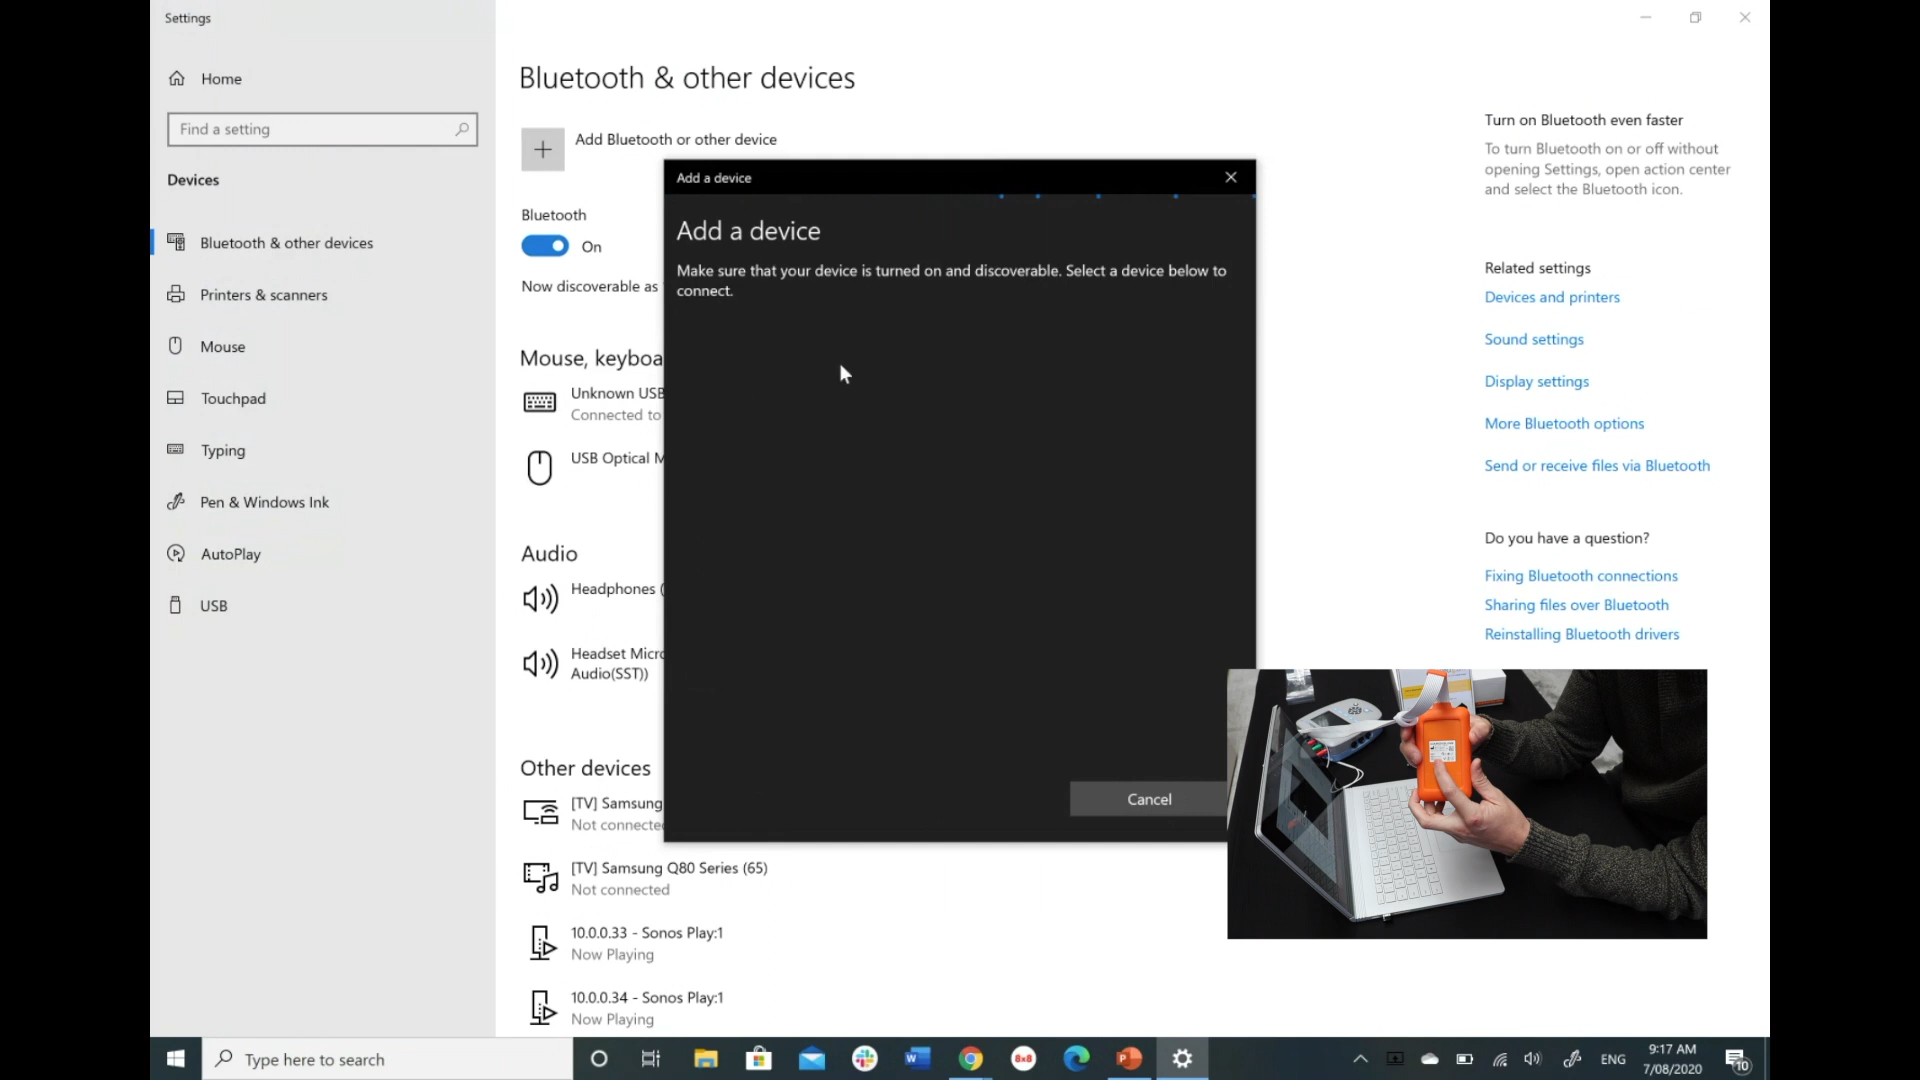 Settings
Home
Find a setting
Devices
Bluetooth & other devices
Printers & scanners
Mouse
Touchpad
Typing
Pen & Windows Ink
AutoPlay
USB
Bluetooth & other devices
Add Bluetooth or other device
Bluetooth
On
Now discoverable as
Mouse, keyboa
Unknown USB
Connected to
USB Optical M
Audio
Headphones (
Headset Micro
Audio(SST))
Other devices
[TV] Samsung
Not connected
[TV] Samsung Q80 Series (65)
Not connected
10.0.0.33 - Sonos Play:1
Now Playing
10.0.0.34 - Sonos Play:1
Now Playing
Add a device
Add a device
Make sure that your device is turned on and discoverable. Select a device below to
connect.
Cancel
Turn on Bluetooth even faster
To turn Bluetooth on or off without
opening Settings, open action center
and select the Bluetooth icon.
Related settings
Devices and printers
Sound settings
Display settings
More Bluetooth options
Send or receive files via Bluetooth
Do you have a question?
Fixing Bluetooth connections
Sharing files over Bluetooth
Reinstalling Bluetooth drivers
Type here to search
8x8
ENG
9:17 AM
7/08/2020
10